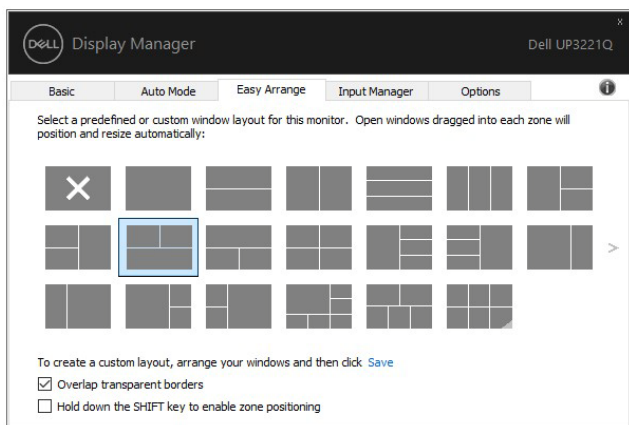 x
DELL Display Manager Dell UP3221Q
Basic Auto Mode Easy Arrange Input Manager Options i
Select a predefined or custom window layout for this monitor. Open windows dragged into each zone will
position and resize automatically:
>
To create a custom layout, arrange your windows and then click Save
Overlap transparent borders
Hold down the SHIFT key to enable zone positioning